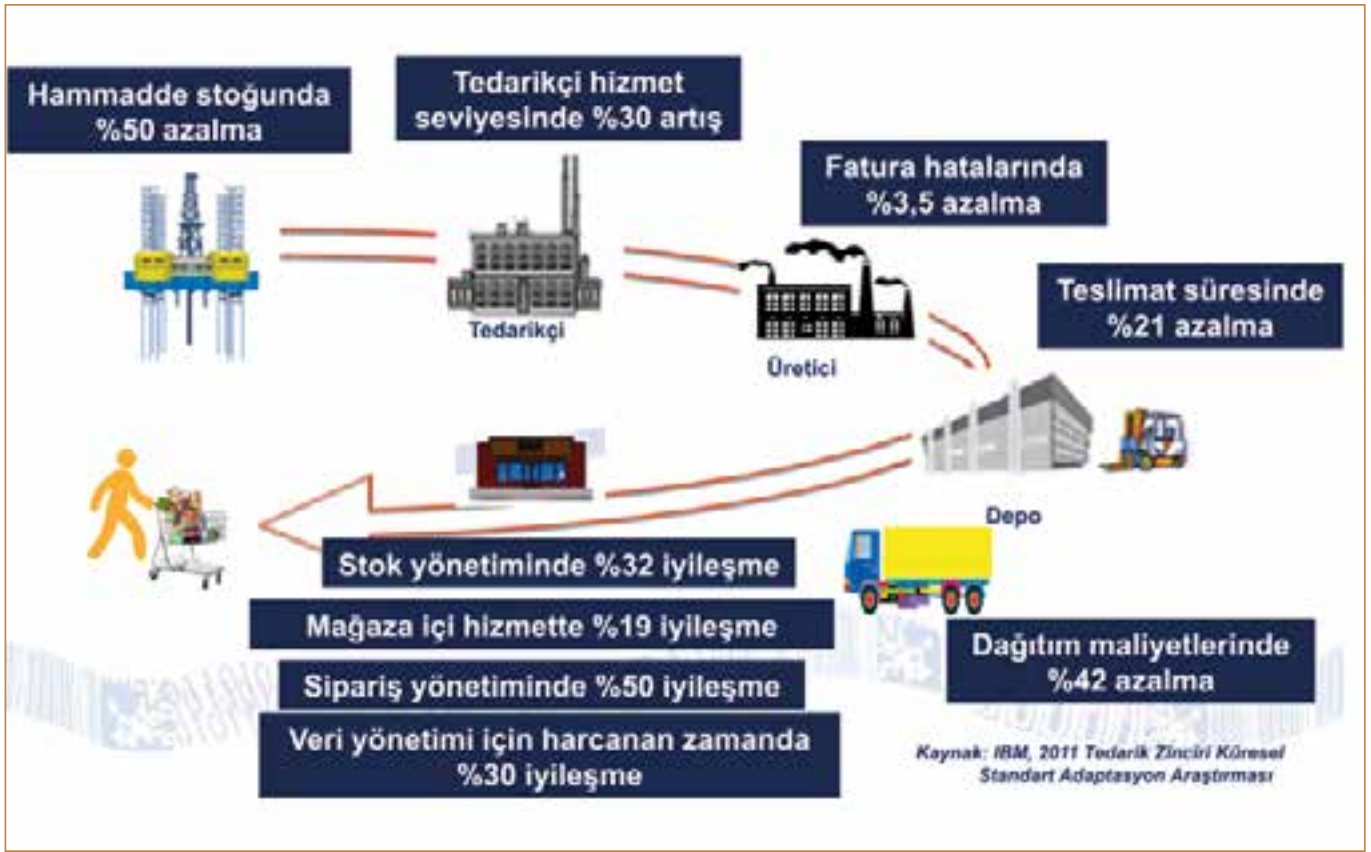 Hammadde stoğunda
%50 azalma
Tedarikçi hizmet
seviyesinde %30 artış
Fatura hatalarında
%3,5 azalma
Teslimat süresinde
%21 azalma
Tedarikçi
Üretici
Depo
Stok yönetiminde %32 iyileşme
Mağaza içi hizmette %19 iyileşme
Sipariş yönetiminde %50 iyileşme
Veri yönetimi için harcanan zamanda
%30 iyileşme
Dağıtım maliyetlerinde
%42 azalma
Kaynak: IBM, 2011 Tedarik Zinciri Küresel
Standart Adaptasyon Araştırması